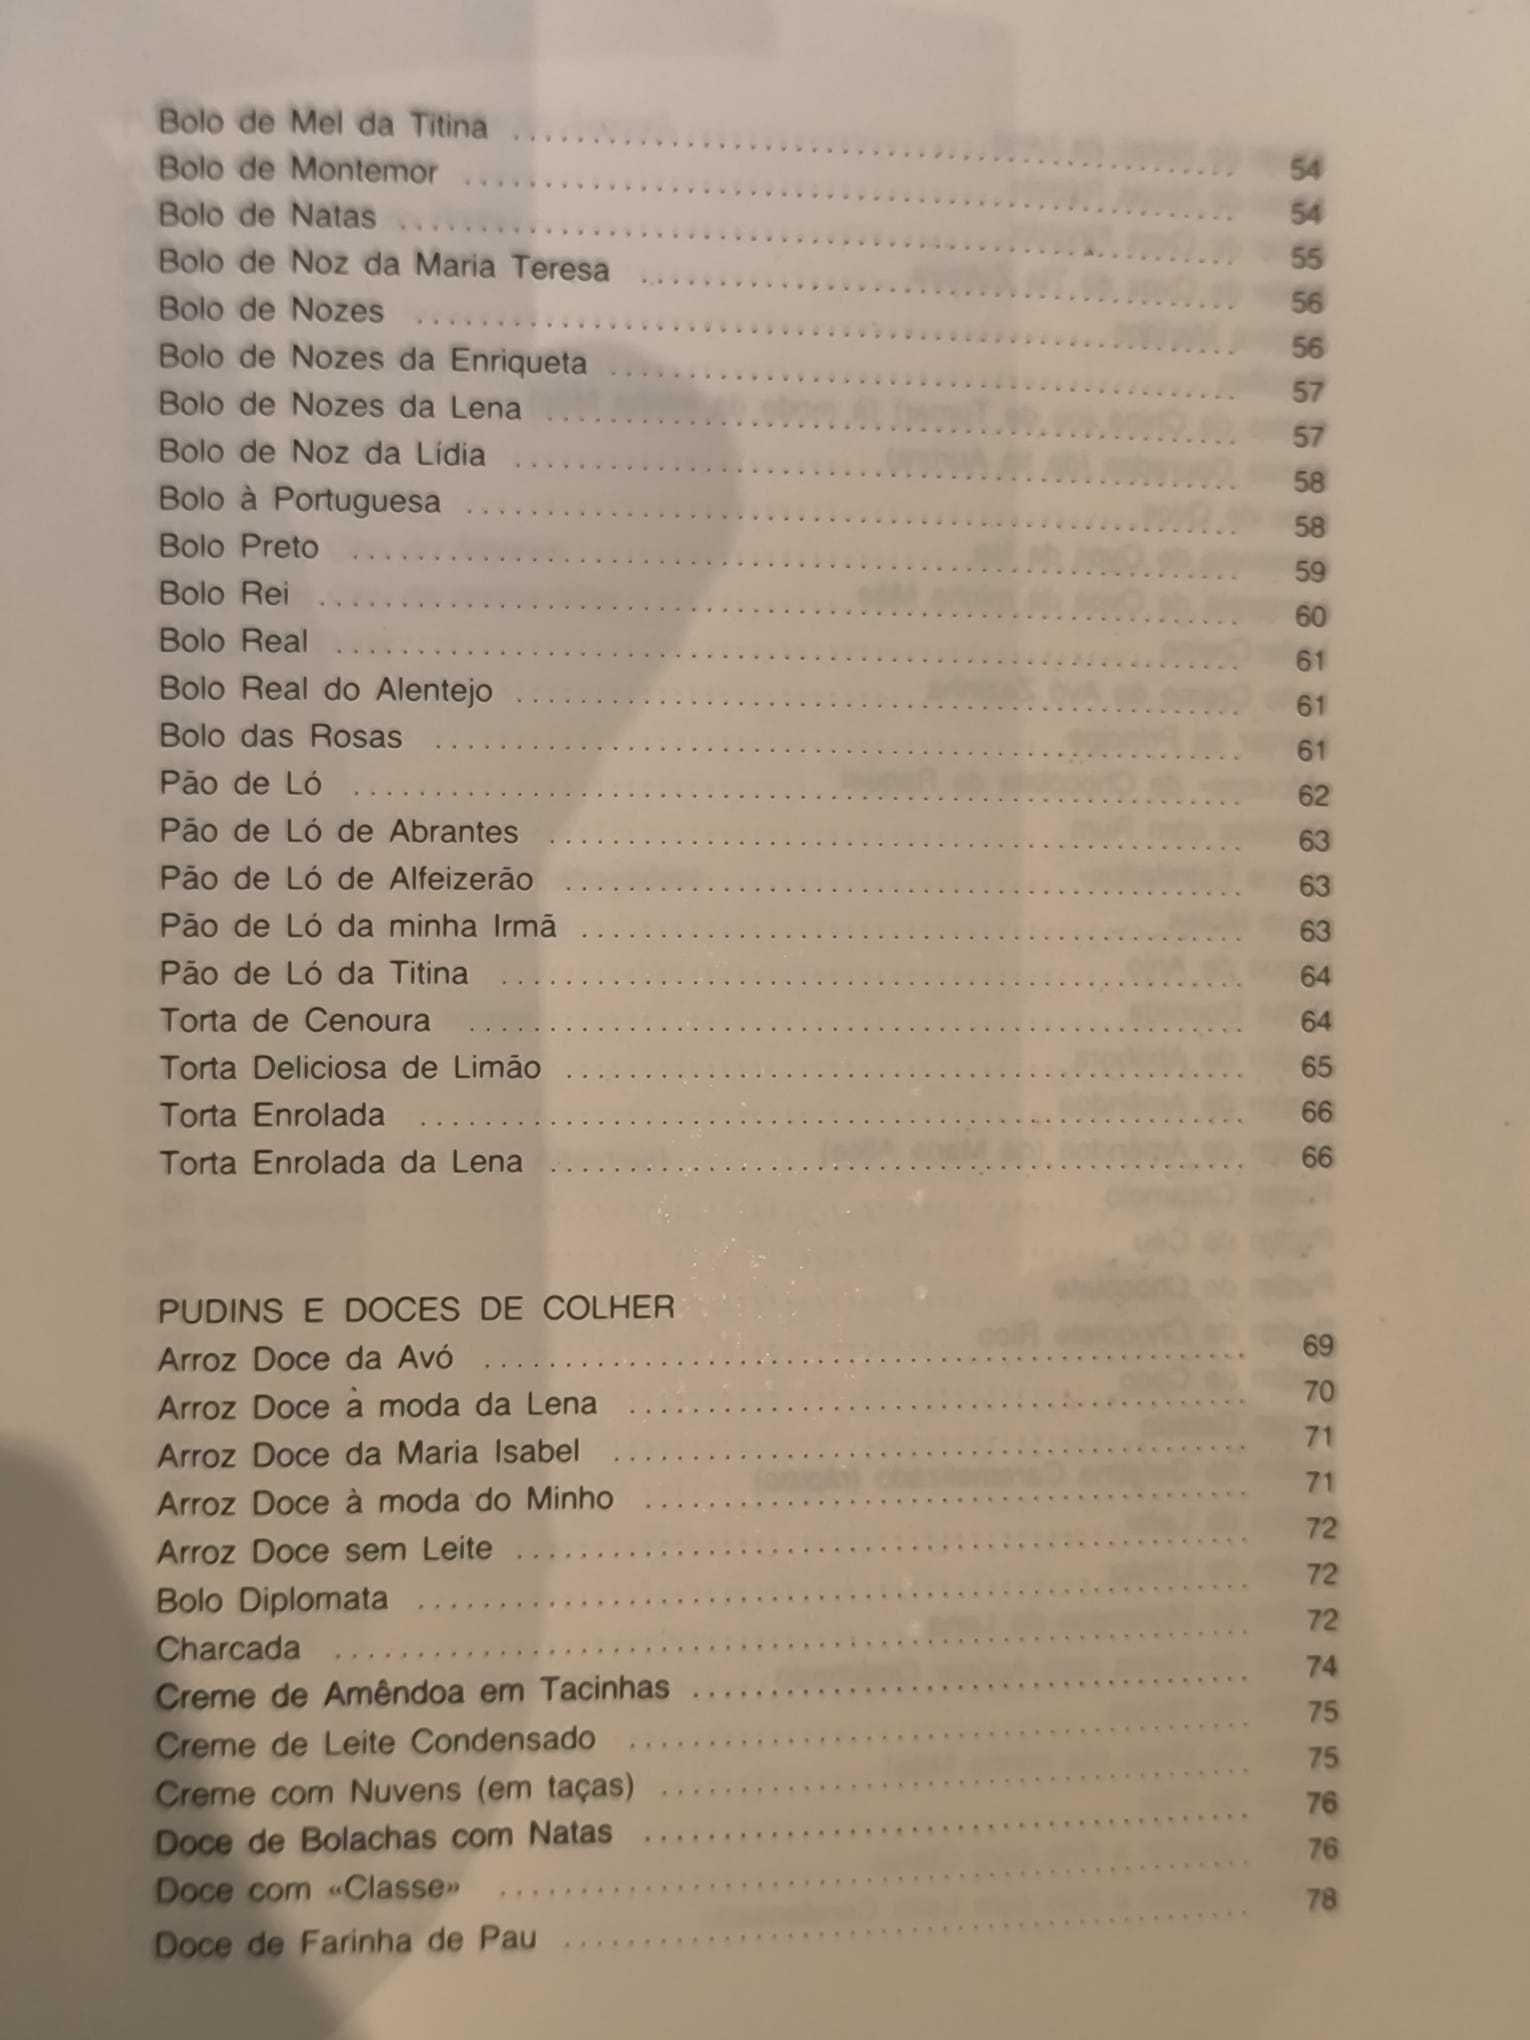 Bolo de Mel da Titina ........ 54
Bolo de Montemor ........ 54
Bolo de Natas ........ 55
Bolo de Noz da Maria Teresa ........ 56
Bolo de Nozes ........ 56
Bolo de Nozes da Enriqueta ........ 57
Bolo de Nozes da Lena ........ 57
Bolo de Noz da Lídia ........ 58
Bolo à Portuguesa ........ 58
Bolo Preto ........ 59
Bolo Rei ........ 60
Bolo Real ........ 61
Bolo Real do Alentejo ........ 61
Bolo das Rosas ........ 61
Pão de Ló ........ 62
Pão de Ló de Abrantes ........ 63
Pão de Ló de Alfeizerão ........ 63
Pão de Ló da minha Irmã ........ 63
Pão de Ló da Titina ........ 64
Torta de Cenoura ........ 64
Torta Deliciosa de Limão ........ 65
Torta Enrolada ........ 66
Torta Enrolada da Lena ........ 66
PUDINS E DOCES DE COLHER
Arroz Doce da Avó ........ 69
Arroz Doce à moda da Lena ........ 70
Arroz Doce da Maria Isabel ........ 71
Arroz Doce à moda do Minho ........ 71
Arroz Doce sem Leite ........ 72
Bolo Diplomata ........ 72
Charcada ........ 72
Creme de Amêndoa em Tacinhas ........ 74
Creme de Leite Condensado ........ 75
Creme com Nuvens (em taças) ........ 75
Doce de Bolachas com Natas ........ 76
Doce com «Classe» ........ 76
Doce de Farinha de Pau ........ 78